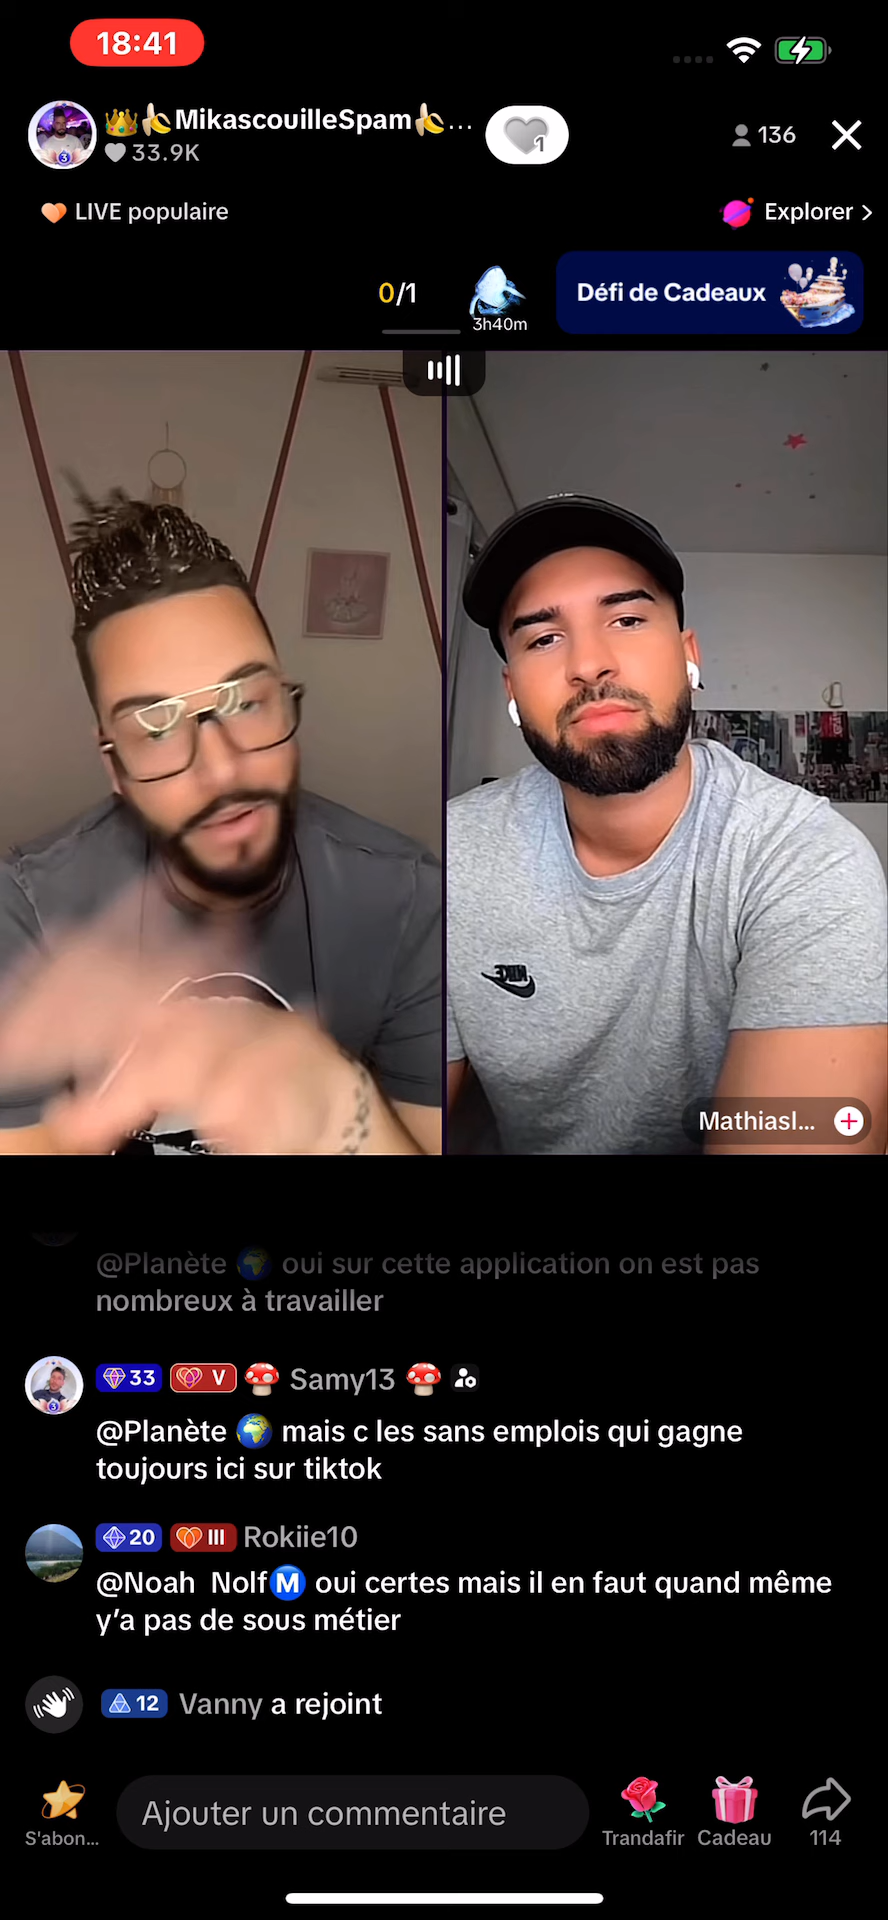 18:41
👑🍌MikascouilleSpam🍌...
33.9K
1
136
LIVE populaire
Explorer >
0/1
3h40m
Défi de Cadeaux
NIKE
Mathiasl...
@Planète 🌍 oui sur cette application on est pas
nombreux à travailler
33 V 🍄 Samy13 🍄
@Planète 🌍 mais c les sans emplois qui gagne
toujours ici sur tiktok
20 III Rokiie10
@Noah Nolf Ⓜ️ oui certes mais il en faut quand même
y’a pas de sous métier
12 Vanny a rejoint
S'abon...
Ajouter un commentaire
Trandafir
Cadeau
114